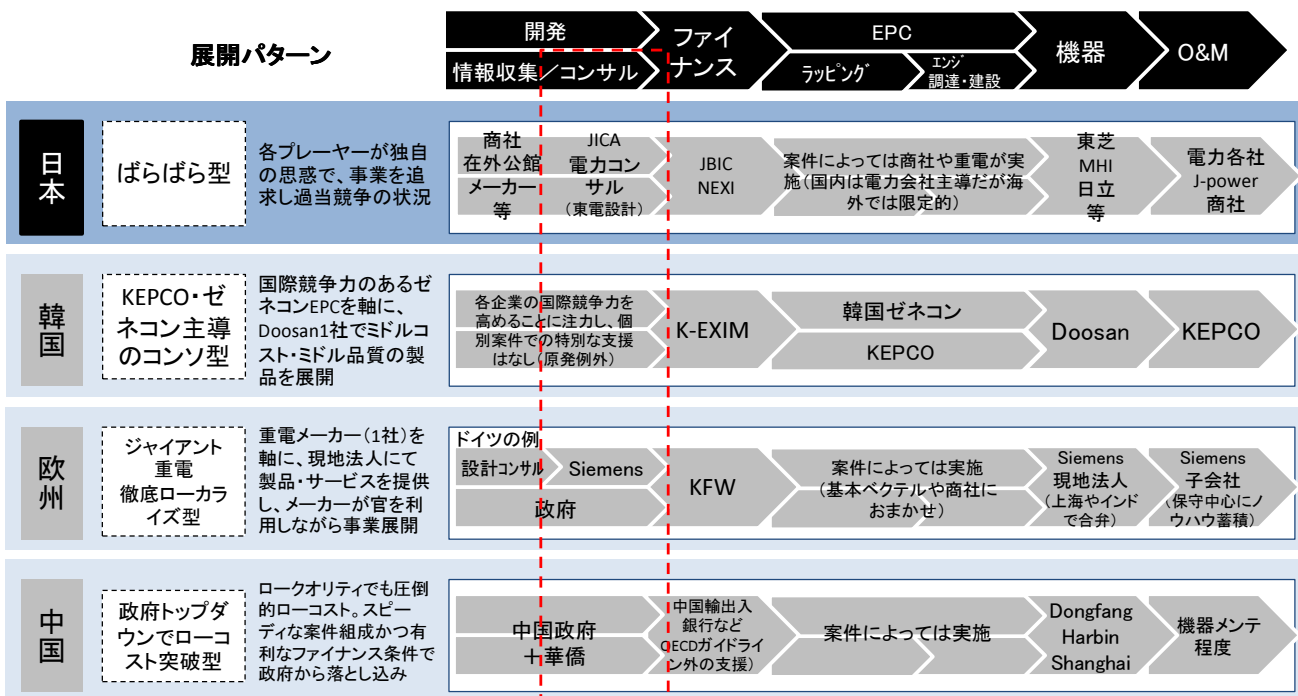 展開パターン
開発
情報収集／コンサル
ファイ
ナンス
EPC
ラッピング
エンジ
調達・建設
機器
O&M
日
本
ばらばら型
各プレーヤーが独自
の思惑で、事業を追
求し過当競争の状況
商社
在外公館
メーカー
等
JICA
電力コン
サル
（東電設計）
JBIC
NEXI
案件によっては商社や重電が実
施（国内は電力会社主導だが海
外では限定的）
東芝
MHI
日立
等
電力各社
J-power
商社
韓
国
KEPCO・ゼ
ネコン主導
のコンソ型
国際競争力のあるゼ
ネコンEPCを軸に、
Doosan1社でミドルコ
スト・ミドル品質の製
品を展開
各企業の国際競争力を
高めることに注力し、個
別案件での特別な支援
はなし（原発例外）
K-EXIM
韓国ゼネコン
KEPCO
Doosan
KEPCO
欧
州
ジャイアント
重電
徹底ローカラ
イズ型
重電メーカー（1社）を
軸に、現地法人にて
製品・サービスを提供
し、メーカーが官を利
用しながら事業展開
ドイツの例
設計コンサル
Siemens
政府
KFW
案件によっては実施
（基本ベクテルや商社に
おまかせ）
Siemens
現地法人
（上海やインド
で合弁）
Siemens
子会社
（保守中心にノ
ウハウ蓄積）
中
国
政府トップダ
ウンでローコ
スト突破型
ロークオリティでも圧倒
的ローコスト。スピー
ディな案件組成かつ有
利なファイナンス条件で
政府から落とし込み
中国政府
＋華僑
中国輸出入
銀行など
OECDガイドライ
ン外の支援）
案件によっては実施
Dongfang
Harbin
Shanghai
機器メンテ
程度